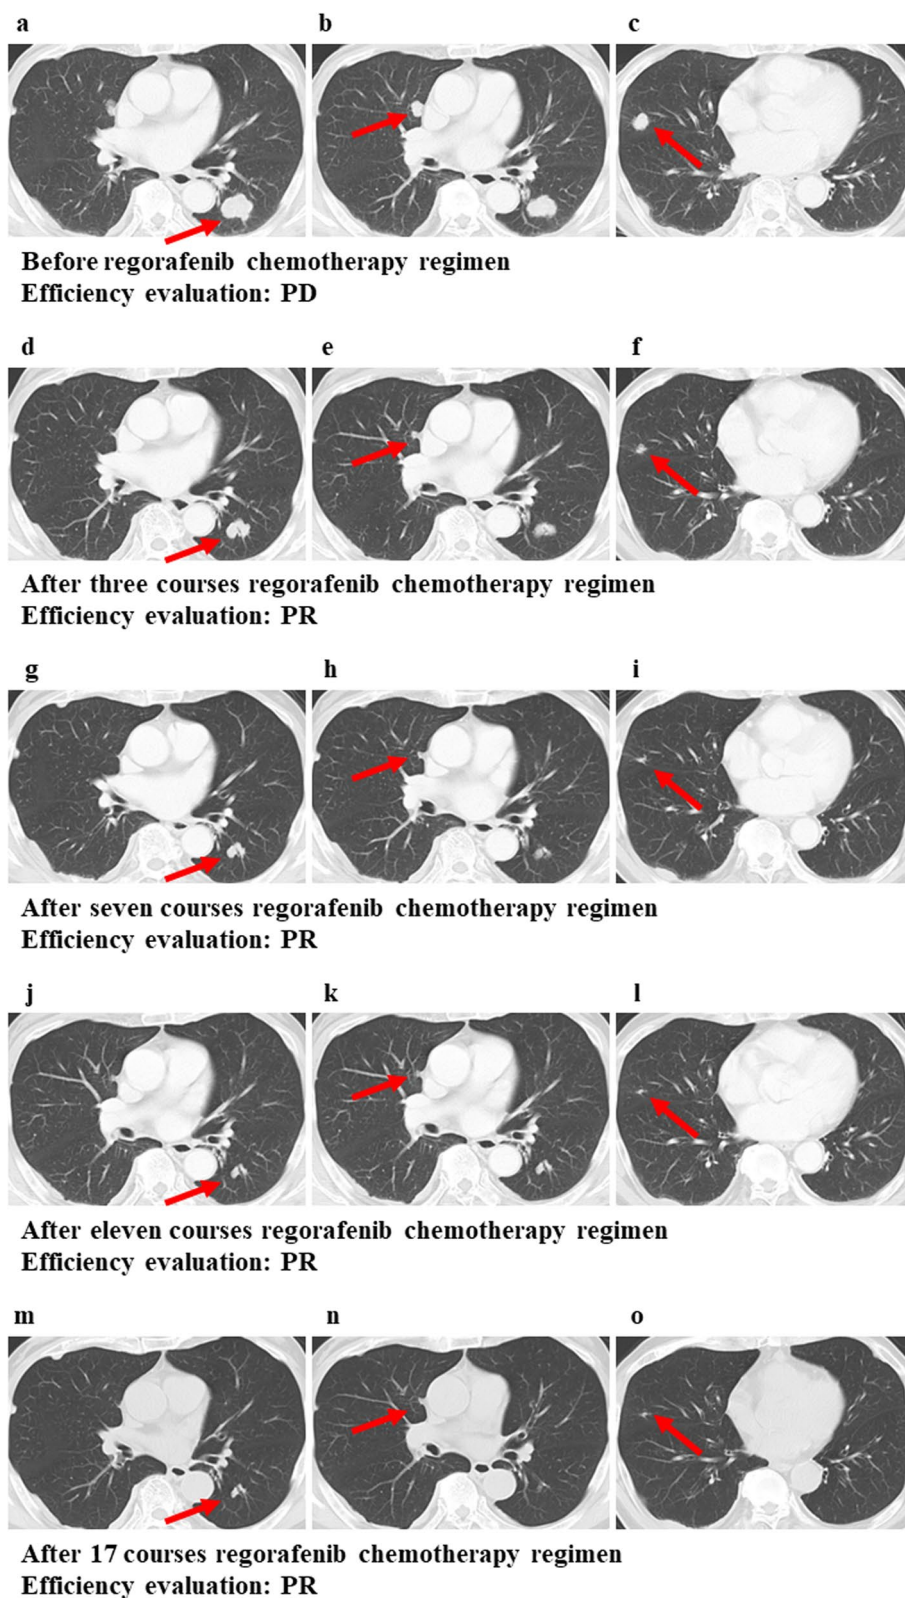 a b c
Before regorafenib chemotherapy regimen
Efficiency evaluation: PD
d e f
After three courses regorafenib chemotherapy regimen
Efficiency evaluation: PR
g h i
After seven courses regorafenib chemotherapy regimen
Efficiency evaluation: PR
j k l
After eleven courses regorafenib chemotherapy regimen
Efficiency evaluation: PR
m n o
After 17 courses regorafenib chemotherapy regimen
Efficiency evaluation: PR